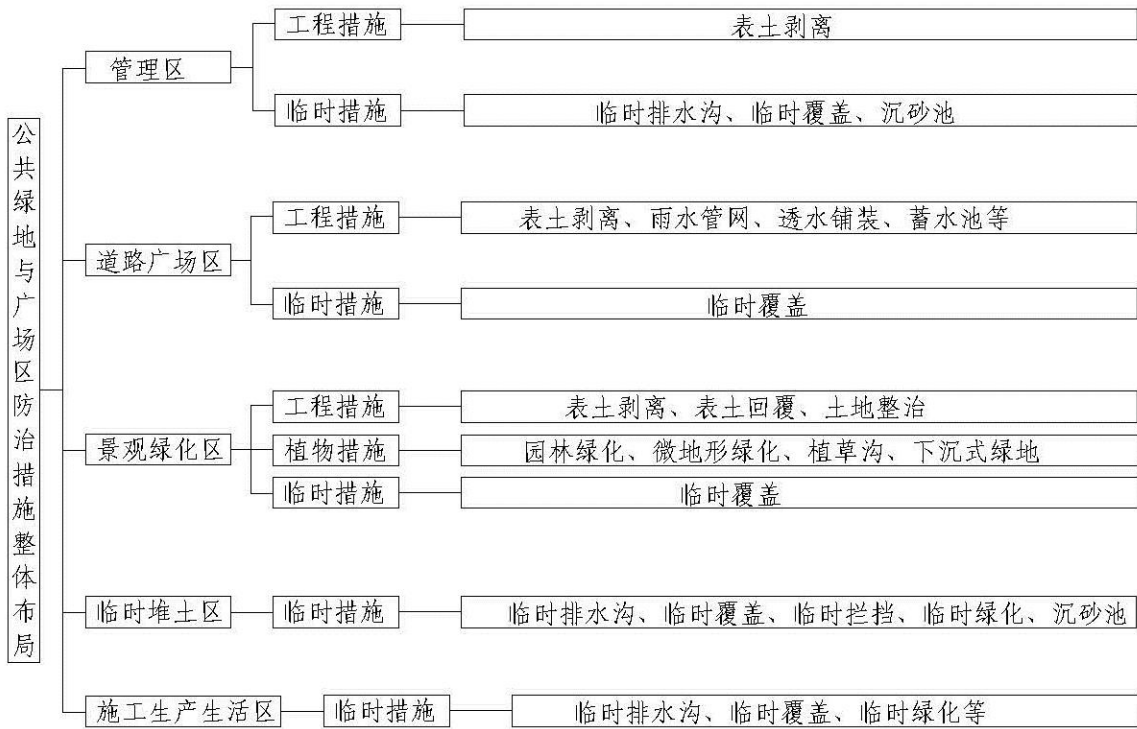 公共绿地与广场区防治措施整体布局
管理区
工程措施
表土剥离
临时措施
临时排水沟、临时覆盖、沉砂池
道路广场区
工程措施
表土剥离、雨水管网、透水铺装、蓄水池等
临时措施
临时覆盖
景观绿化区
工程措施
表土剥离、表土回覆、土地整治
植物措施
园林绿化、微地形绿化、植草沟、下沉式绿地
临时措施
临时覆盖
临时堆土区
临时措施
临时排水沟、临时覆盖、临时拦挡、临时绿化、沉砂池
施工生产生活区
临时措施
临时排水沟、临时覆盖、临时绿化等